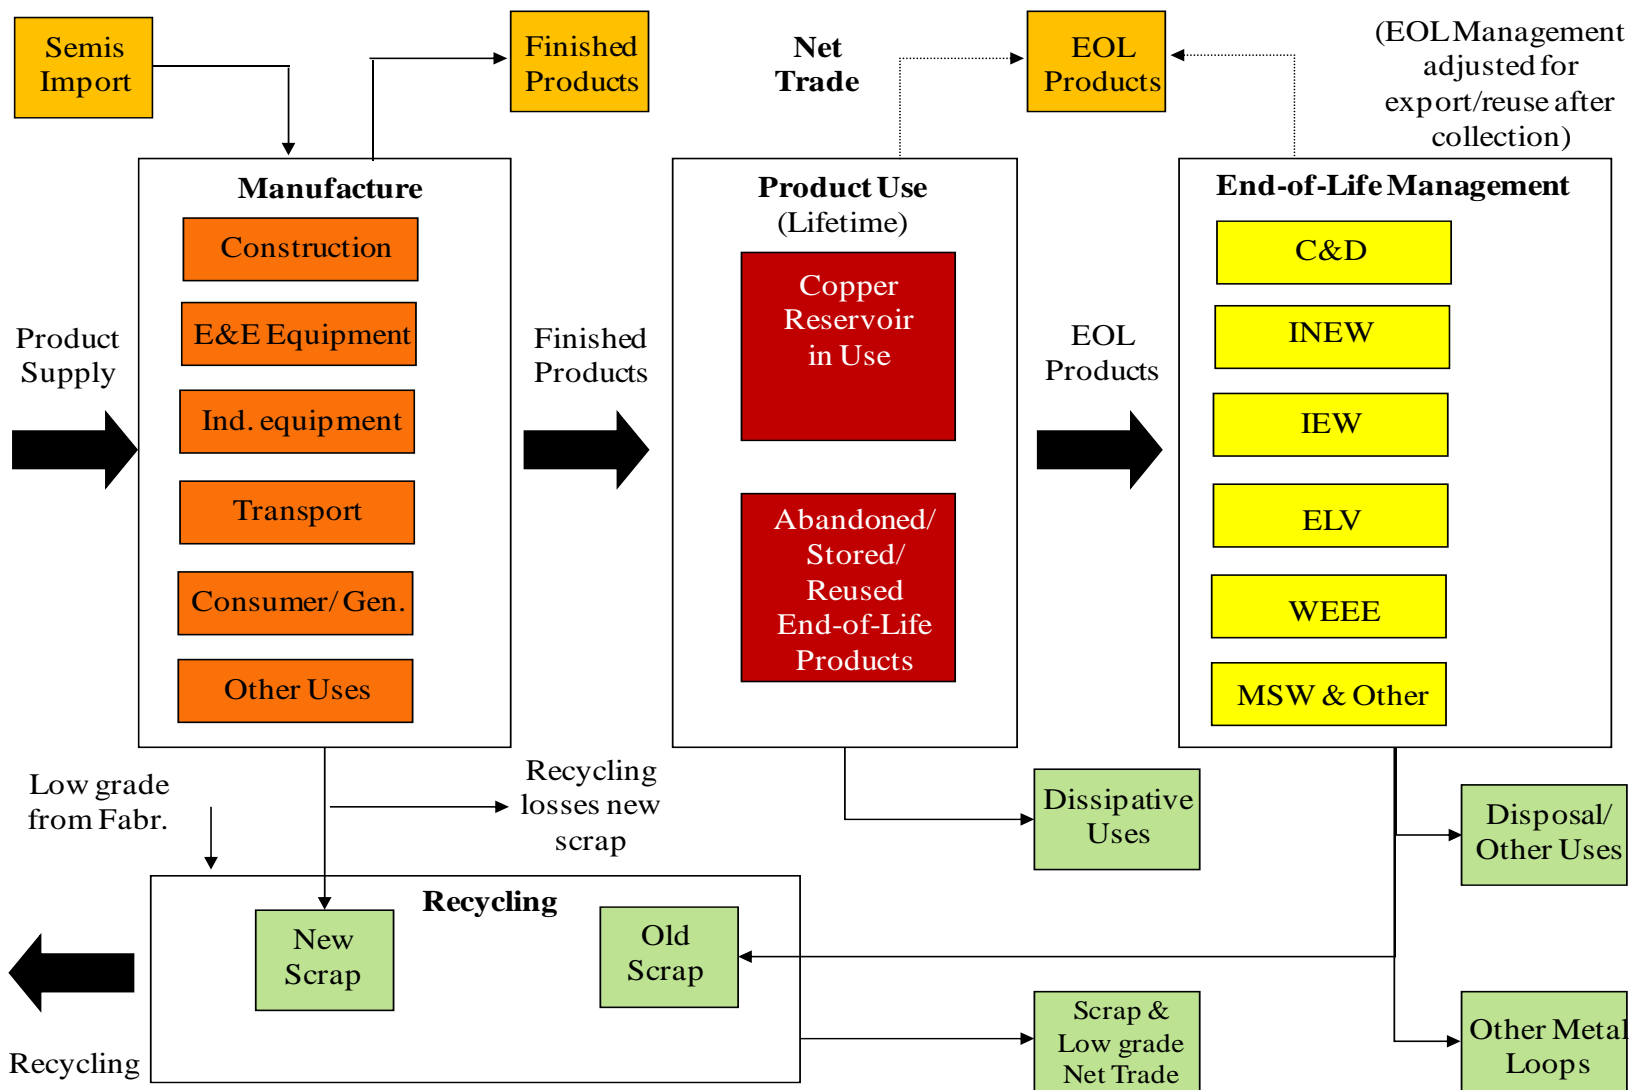 Semis
Import
Finished
Products
Net
Trade
EOL
Products
(EOL Management
adjusted for
export/reuse after
collection)
Manufacture
Construction
E&E Equipment
Ind. equipment
Transport
Consumer/ Gen.
Other Uses
Product Use
(Lifetime)
Copper
Reservoir
in Use
Abandoned/
Stored/
Reused
End-of-Life
Products
End-of-Life Management
C&D
INEW
IEW
ELV
WEEE
MSW & Other
Product
Supply
Finished
Products
EOL
Products
Low grade
from Fabr.
Recycling
losses new
scrap
Dissipative
Uses
Disposal/
Other Uses
Recycling
New
Scrap
Old
Scrap
Recycling
Scrap &
Low grade
Net Trade
Other Metal
Loops